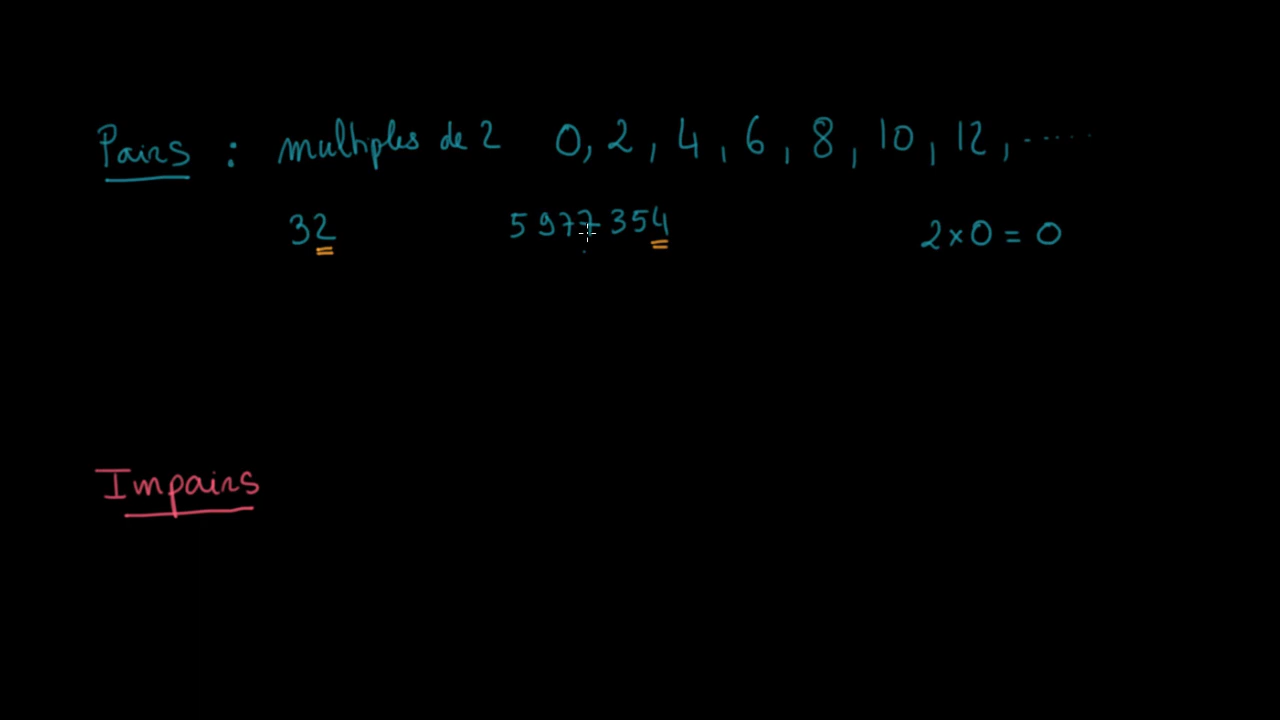 Pairs : multiples de 2 0, 2, 4, 6, 8, 10, 12, ......
32 5 977 354 2 × 0 = 0
Impairs